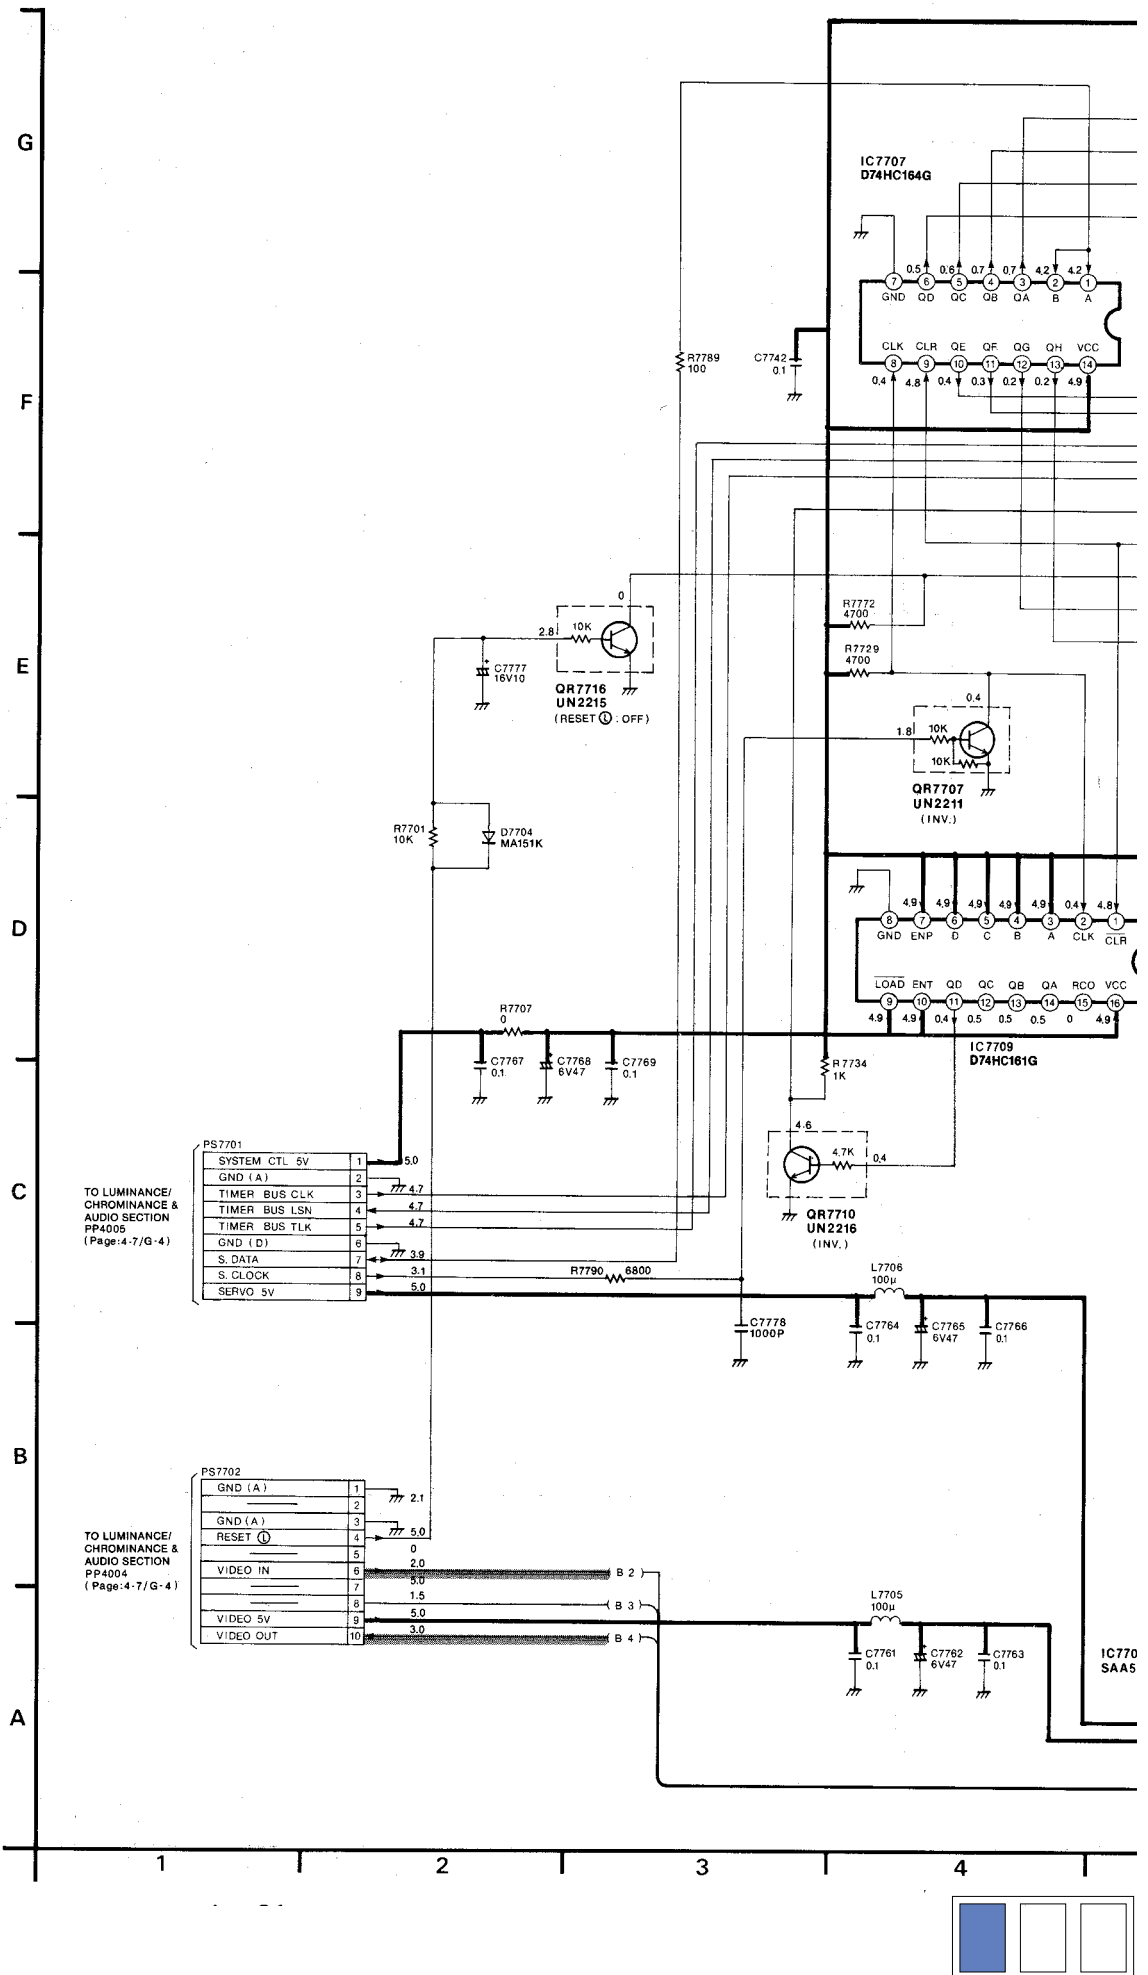 G
IC7707
D74HC164G
0.5 0.6 0.7 0.7 4.2 4.2
7 6 5 4 3 2 1
GND QD QC QB QA B A
CLK CLR QE QF QG QH VCC
8 9 10 11 12 13 14
0.4 4.8 0.4 0.3 0.2 0.2 4.9
R7789
100
C7742
0.1
F
0
R7772
4700
2.8 10K
R7729
4700
E
C7777
16V10
QR7716
UN2215
(RESET Ⓛ : OFF)
0.4
1.8 10K
10K
QR7707
UN2211
(INV.)
R7701
10K
D7704
MA151K
D
4.9 4.9 4.9 4.9 4.9 0.4 4.8
8 7 6 5 4 3 2 1
GND ENP D C B A CLK CLR
LOAD ENT QD QC QB QA RCO VCC
9 10 11 12 13 14 15 16
4.9 4.9 0.4 0.5 0.5 0.5 0 4.9
IC7709
D74HC161G
R7707
0
C7767
0.1
C7768
6V47
C7769
0.1
R7734
1K
4.6
4.7K 0.4
QR7710
UN2216
(INV.)
C
PS7701
SYSTEM CTL 5V 1 5.0
GND (A) 2
TIMER BUS CLK 3 4.7
TIMER BUS LSN 4 4.7
TIMER BUS TLK 5 4.7
GND (D) 6
S. DATA 7 3.9
S. CLOCK 8 3.1
SERVO 5V 9 5.0
TO LUMINANCE/
CHROMINANCE &
AUDIO SECTION
PP4005
(Page:4-7/G-4)
R7790 6800
L7706
100µ
C7778
1000P
C7764
0.1
C7765
6V47
C7766
0.1
B
PS7702
GND (A) 1
2 2.1
GND (A) 3
RESET Ⓛ 4 5.0
5 0
VIDEO IN 6 2.0
7 5.0
8 1.5
VIDEO 5V 9 5.0
VIDEO OUT 10 3.0
TO LUMINANCE/
CHROMINANCE &
AUDIO SECTION
PP4004
(Page:4-7/G-4)
B 2
B 3
B 4
L7705
100µ
C7761
0.1
C7762
6V47
C7763
0.1
IC770
SAA5
A
1 2 3 4